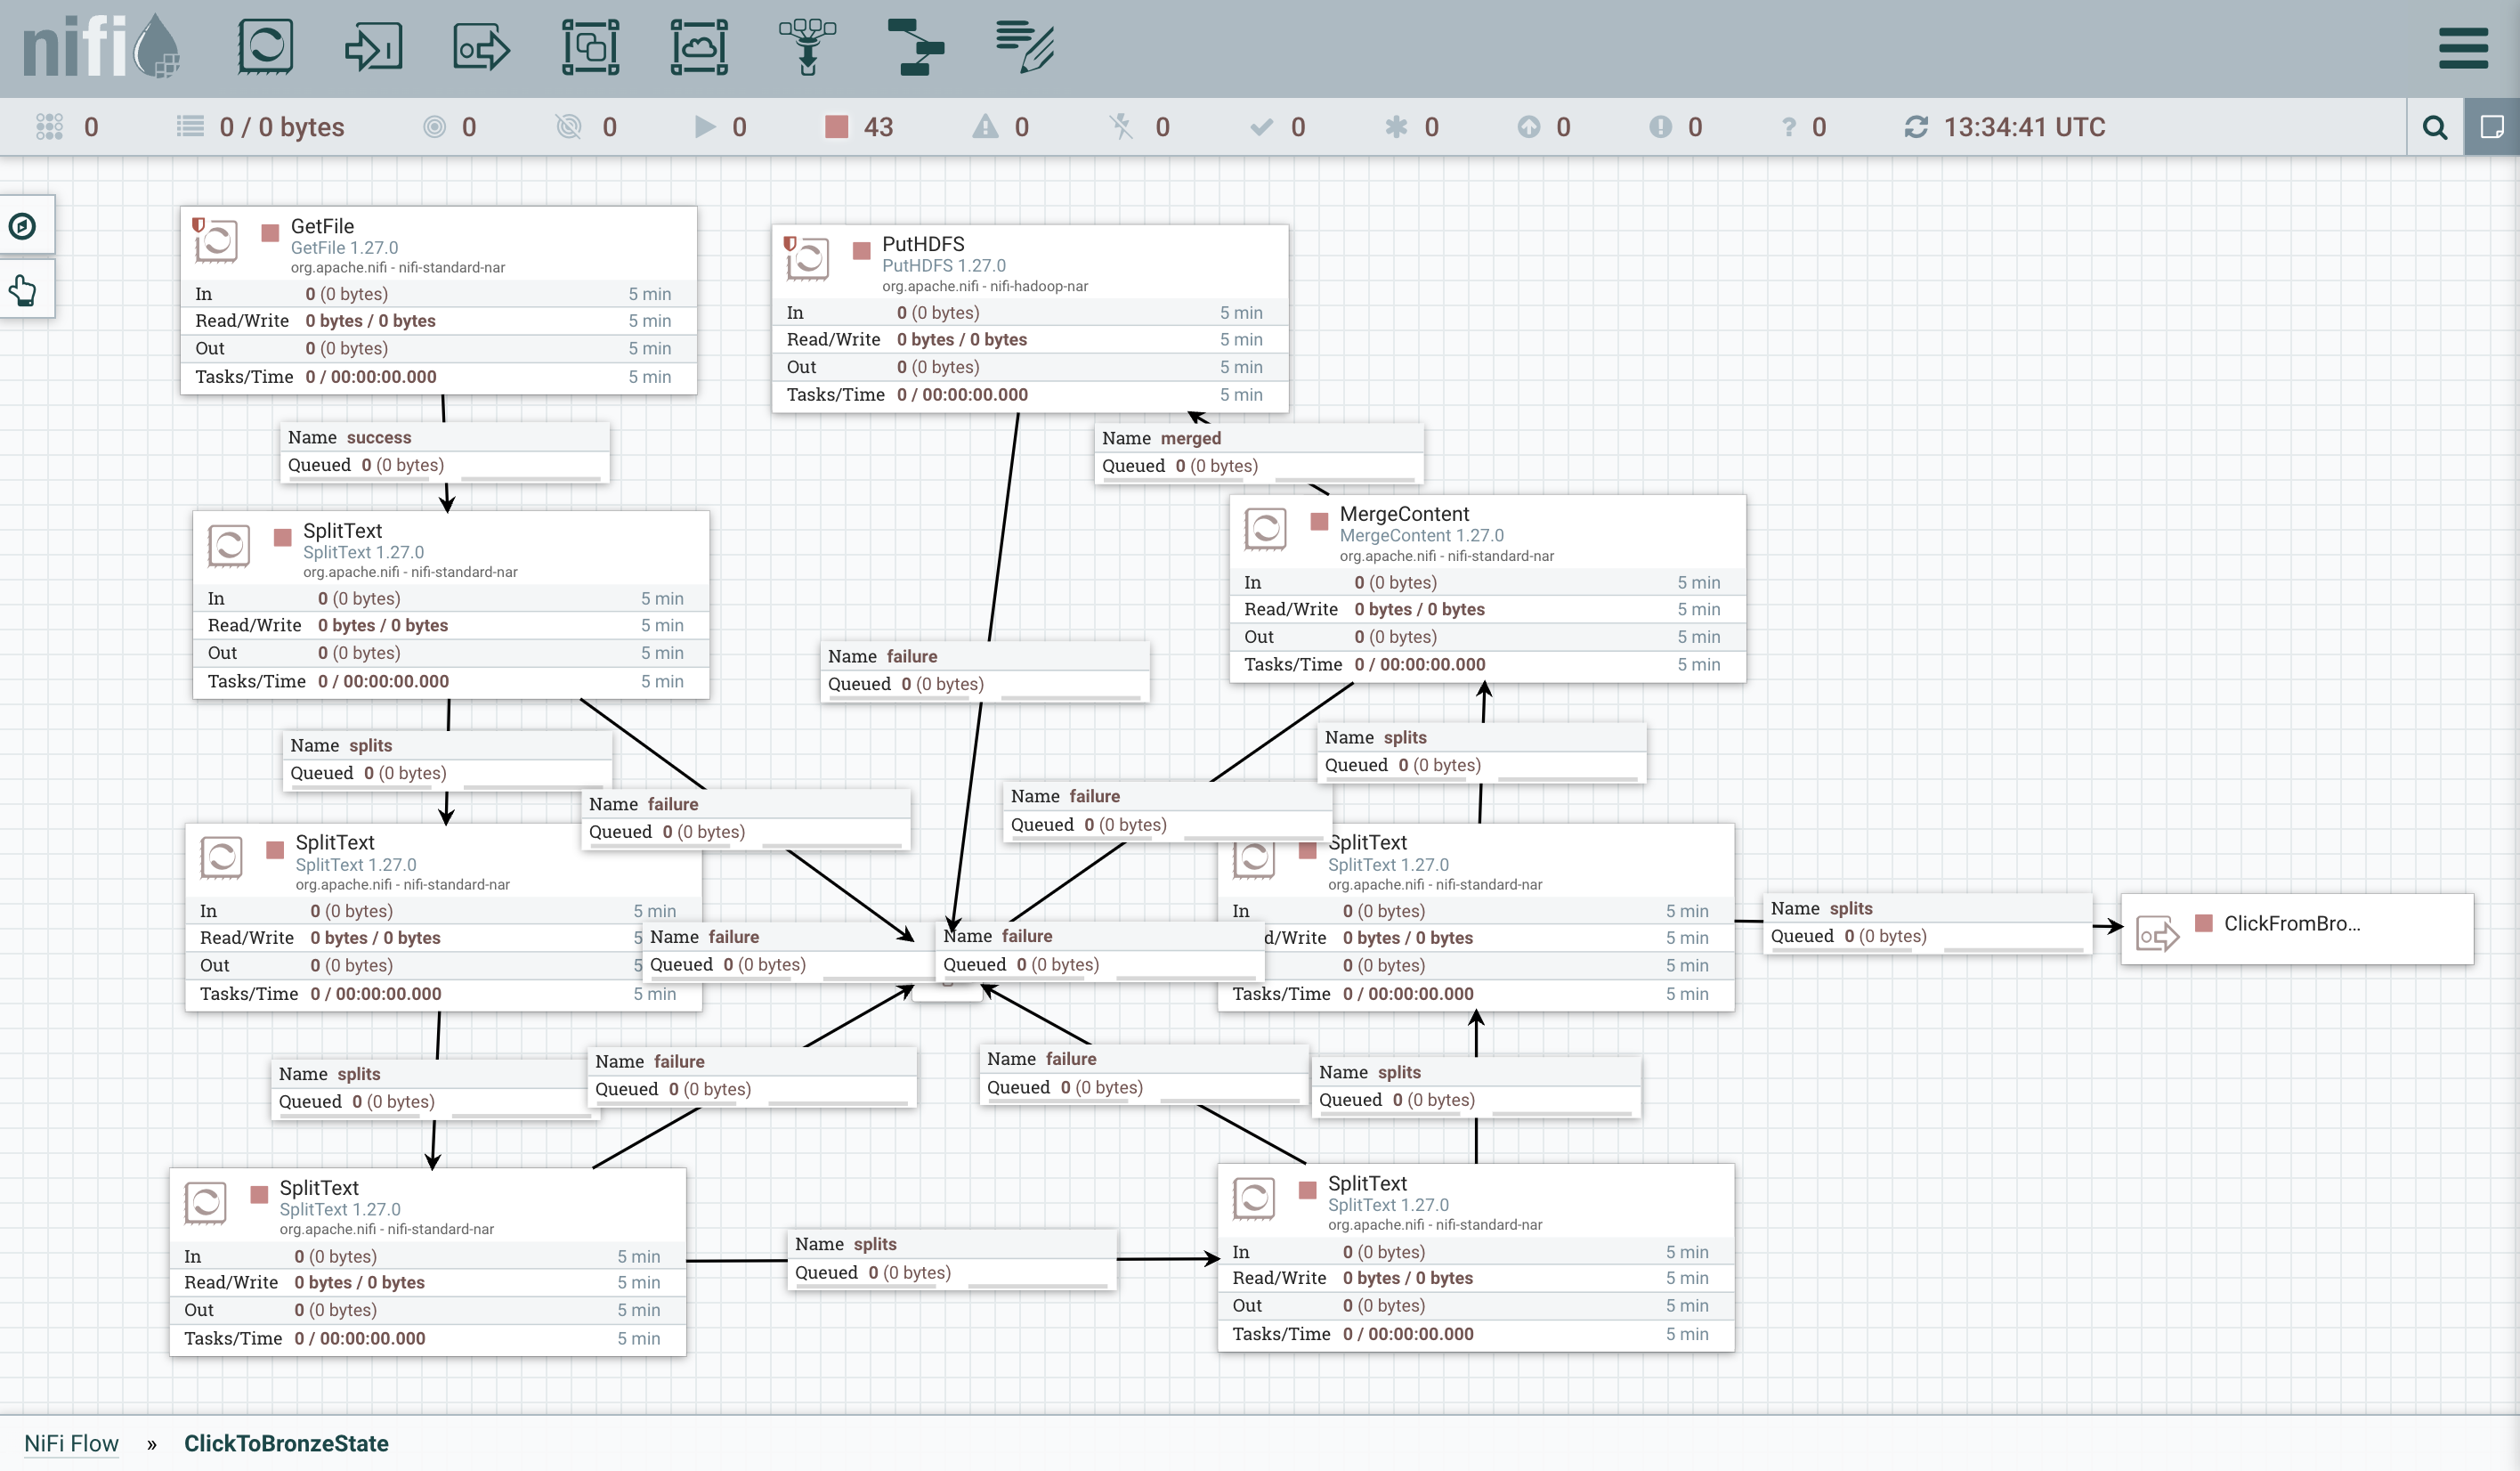 nifi
0
0 / 0 bytes
0
0
0
43
0
0
0
0
0
0
? 0
13:34:41 UTC
GetFile
GetFile 1.27.0
org.apache.nifi - nifi-standard-nar
In 0 (0 bytes) 5 min
Read/Write 0 bytes / 0 bytes 5 min
Out 0 (0 bytes) 5 min
Tasks/Time 0 / 00:00:00.000 5 min
PutHDFS
PutHDFS 1.27.0
org.apache.nifi - nifi-hadoop-nar
In 0 (0 bytes) 5 min
Read/Write 0 bytes / 0 bytes 5 min
Out 0 (0 bytes) 5 min
Tasks/Time 0 / 00:00:00.000 5 min
Name success
Queued 0 (0 bytes)
Name merged
Queued 0 (0 bytes)
SplitText
SplitText 1.27.0
org.apache.nifi - nifi-standard-nar
In 0 (0 bytes) 5 min
Read/Write 0 bytes / 0 bytes 5 min
Out 0 (0 bytes) 5 min
Tasks/Time 0 / 00:00:00.000 5 min
MergeContent
MergeContent 1.27.0
org.apache.nifi - nifi-standard-nar
In 0 (0 bytes) 5 min
Read/Write 0 bytes / 0 bytes 5 min
Out 0 (0 bytes) 5 min
Tasks/Time 0 / 00:00:00.000 5 min
Name failure
Queued 0 (0 bytes)
Name splits
Queued 0 (0 bytes)
Name splits
Queued 0 (0 bytes)
Name failure
Queued 0 (0 bytes)
Name failure
Queued 0 (0 bytes)
SplitText
SplitText 1.27.0
org.apache.nifi - nifi-standard-nar
In 0 (0 bytes) 5 min
Read/Write 0 bytes / 0 bytes 5
Out 0 (0 bytes) 5
Tasks/Time 0 / 00:00:00.000 5 min
Name failure
Queued 0 (0 bytes)
Name failure
Queued 0 (0 bytes)
SplitText
SplitText 1.27.0
org.apache.nifi - nifi-standard-nar
In 0 (0 bytes) 5 min
d/Write 0 bytes / 0 bytes 5 min
0 (0 bytes) 5 min
Tasks/Time 0 / 00:00:00.000 5 min
Name splits
Queued 0 (0 bytes)
ClickFromBro...
Name splits
Queued 0 (0 bytes)
Name failure
Queued 0 (0 bytes)
Name failure
Queued 0 (0 bytes)
Name splits
Queued 0 (0 bytes)
SplitText
SplitText 1.27.0
org.apache.nifi - nifi-standard-nar
In 0 (0 bytes) 5 min
Read/Write 0 bytes / 0 bytes 5 min
Out 0 (0 bytes) 5 min
Tasks/Time 0 / 00:00:00.000 5 min
Name splits
Queued 0 (0 bytes)
SplitText
SplitText 1.27.0
org.apache.nifi - nifi-standard-nar
In 0 (0 bytes) 5 min
Read/Write 0 bytes / 0 bytes 5 min
Out 0 (0 bytes) 5 min
Tasks/Time 0 / 00:00:00.000 5 min
NiFi Flow » ClickToBronzeState